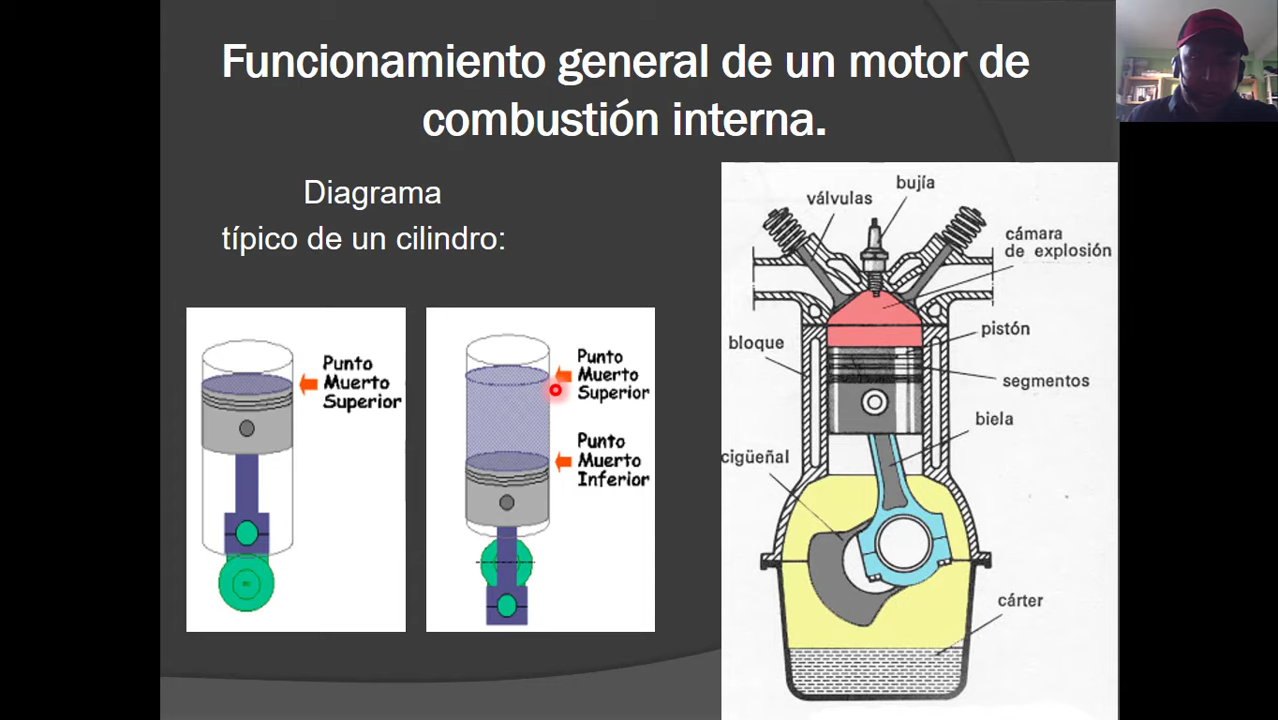 Funcionamiento general de un motor de
combustión interna.
Diagrama
típico de un cilindro:
Punto
Muerto
Superior
Punto
Muerto
Superior
Punto
Muerto
Inferior
bujía
válvulas
cámara
de explosión
pistón
bloque
segmentos
biela
cigüeñal
cárter